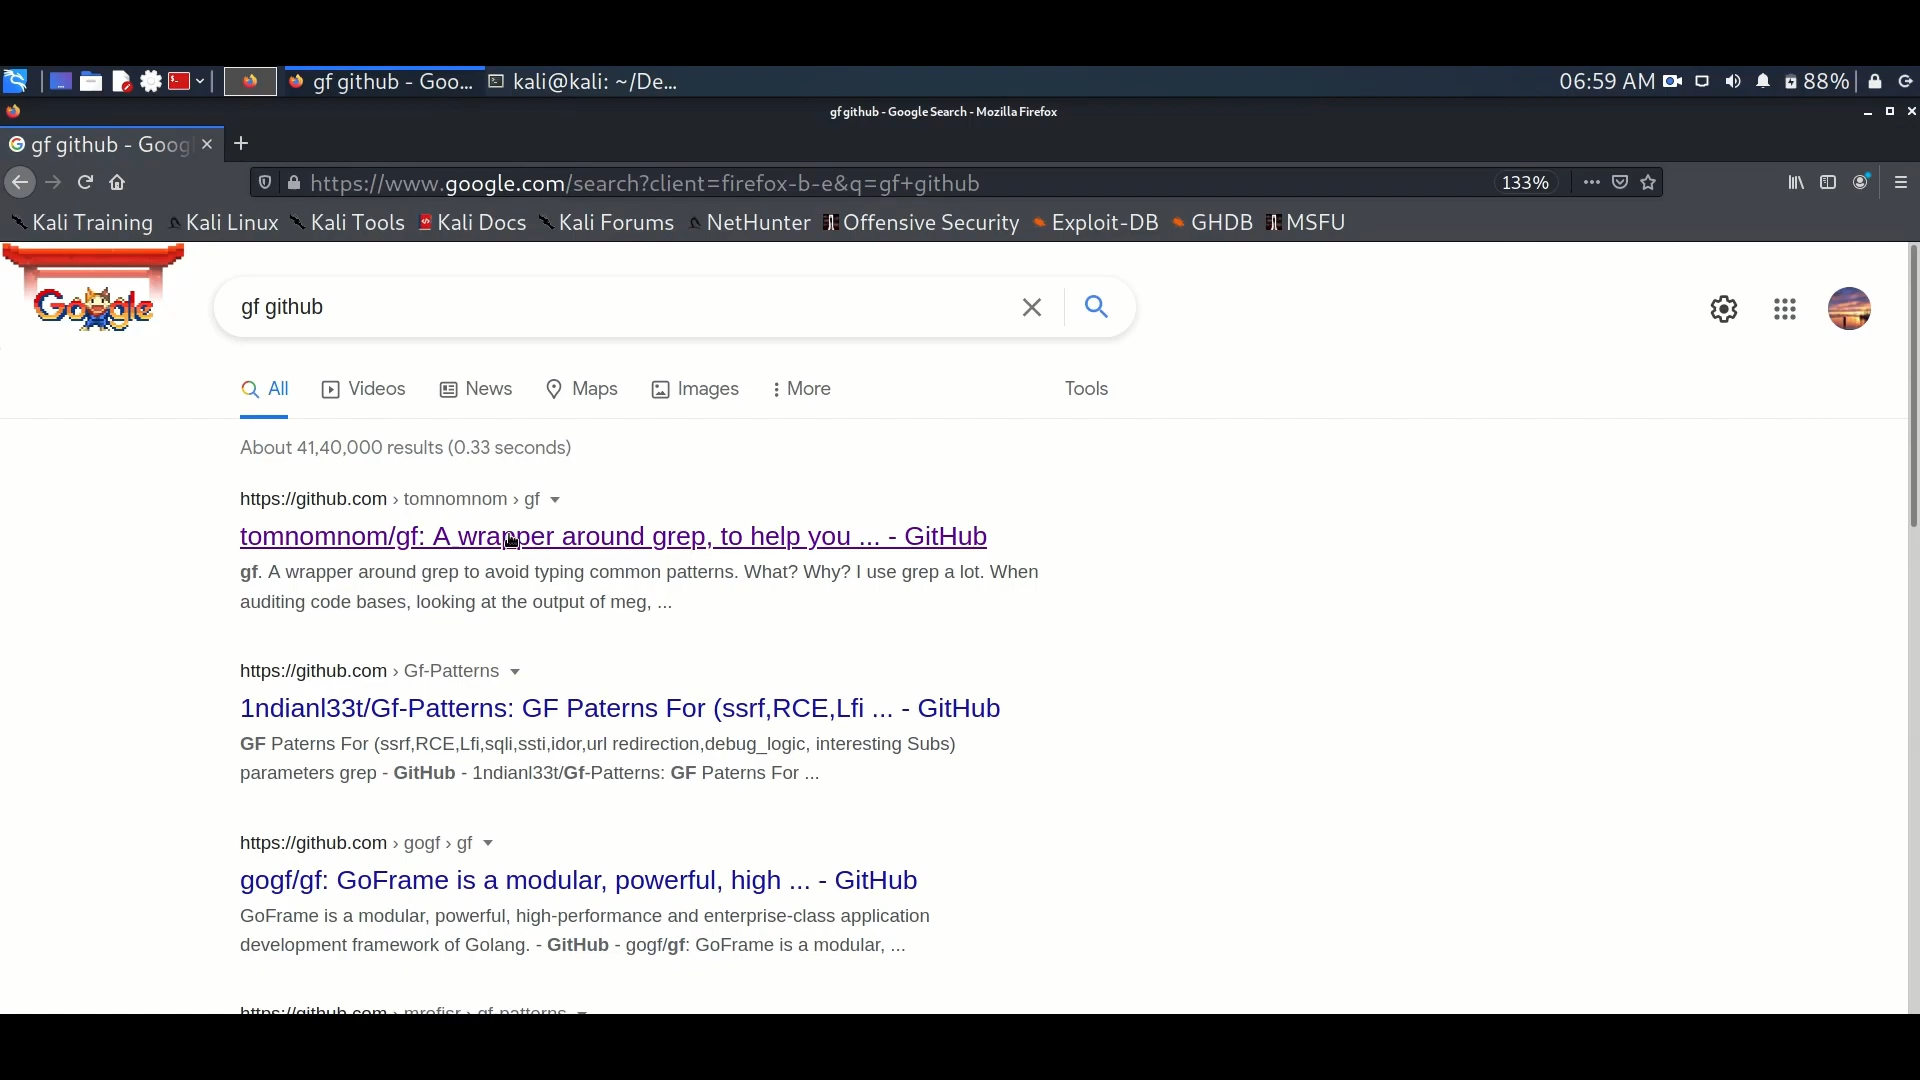 gf github - Goo... kali@kali: ~/De... 06:59 AM 88%
gf github - Google Search - Mozilla Firefox
gf github - Goog
https://www.google.com/search?client=firefox-b-e&q=gf+github 133%
Kali Training Kali Linux Kali Tools Kali Docs Kali Forums NetHunter Offensive Security Exploit-DB GHDB MSFU
Google
gf github
All Videos News Maps Images More Tools
About 41,40,000 results (0.33 seconds)
https://github.com › tomnomnom › gf
tomnomnom/gf: A wrapper around grep, to help you ... - GitHub
gf. A wrapper around grep to avoid typing common patterns. What? Why? I use grep a lot. When
auditing code bases, looking at the output of meg, ...
https://github.com › Gf-Patterns
1ndianl33t/Gf-Patterns: GF Paterns For (ssrf,RCE,Lfi ... - GitHub
GF Paterns For (ssrf,RCE,Lfi,sqli,ssti,idor,url redirection,debug_logic, interesting Subs)
parameters grep - GitHub - 1ndianl33t/Gf-Patterns: GF Paterns For ...
https://github.com › gogf › gf
gogf/gf: GoFrame is a modular, powerful, high ... - GitHub
GoFrame is a modular, powerful, high-performance and enterprise-class application
development framework of Golang. - GitHub - gogf/gf: GoFrame is a modular, ...
https://github.com › mrofisr › gf-patterns